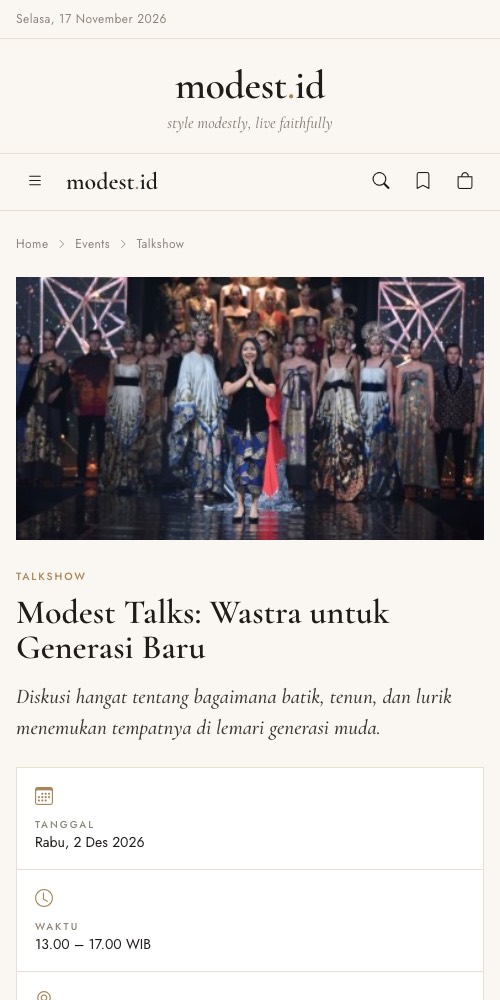 Selasa, 17 November 2026
modest.id
style modestly, live faithfully
modest.id
Home > Events > Talkshow
TALKSHOW
Modest Talks: Wastra untuk
Generasi Baru
Diskusi hangat tentang bagaimana batik, tenun, dan lurik
menemukan tempatnya di lemari generasi muda.
TANGGAL
Rabu, 2 Des 2026
WAKTU
13.00 – 17.00 WIB